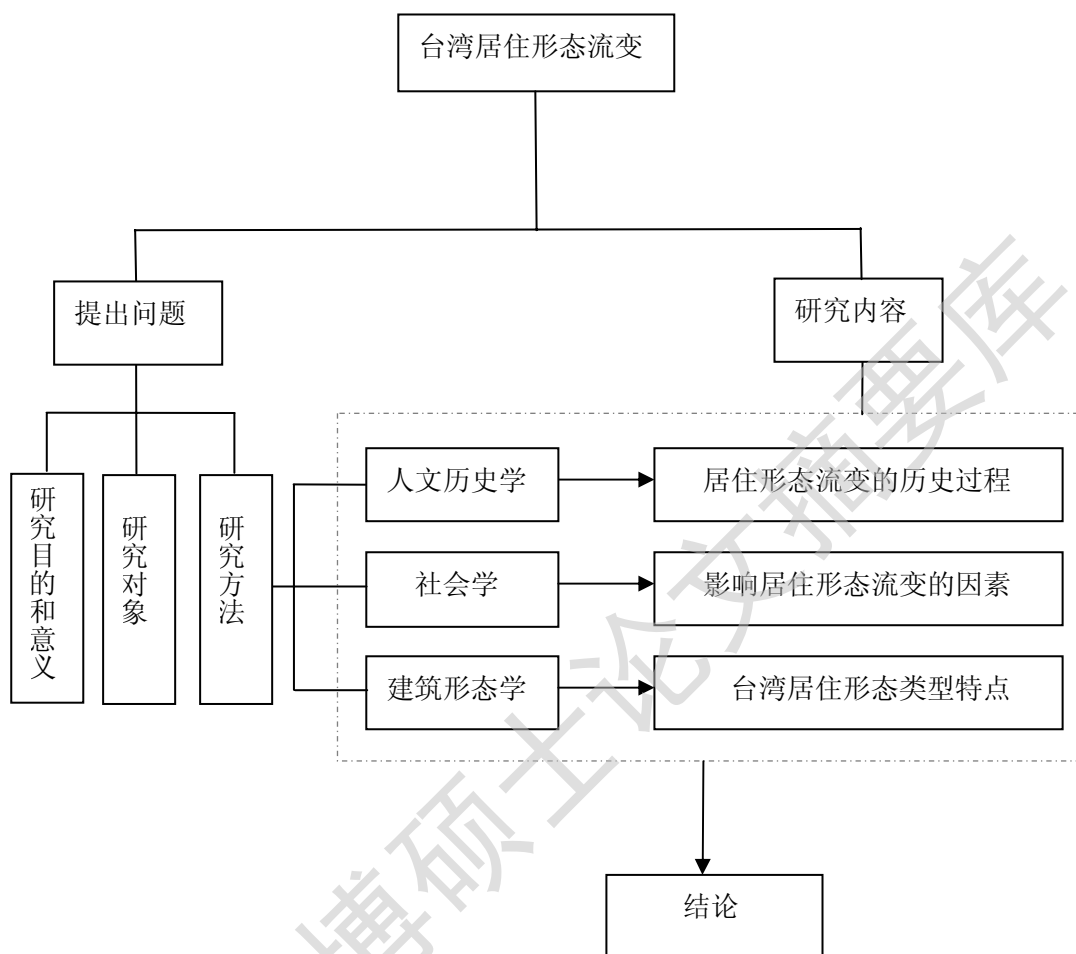 台湾居住形态流变
提出问题
研究内容
研究目的和意义
研究对象
研究方法
人文历史学
居住形态流变的历史过程
社会学
影响居住形态流变的因素
建筑形态学
台湾居住形态类型特点
结论
博硕士论文摘要库